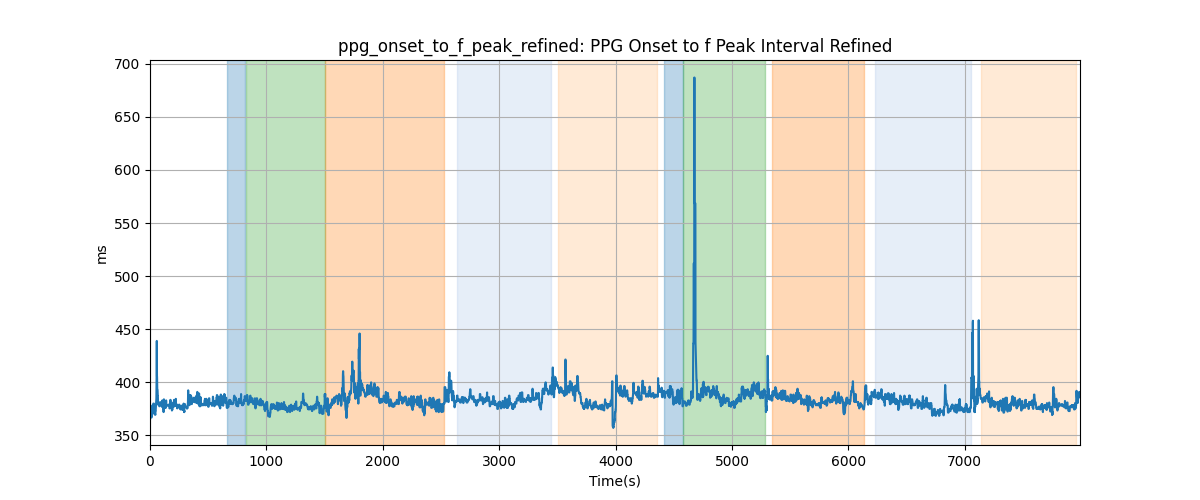 ppg_onset_to_f_peak_refined: PPG Onset to f Peak Interval Refined
700
650
600
550
500
450
400
350
ms
0 1000 2000 3000 4000 5000 6000 7000
Time(s)